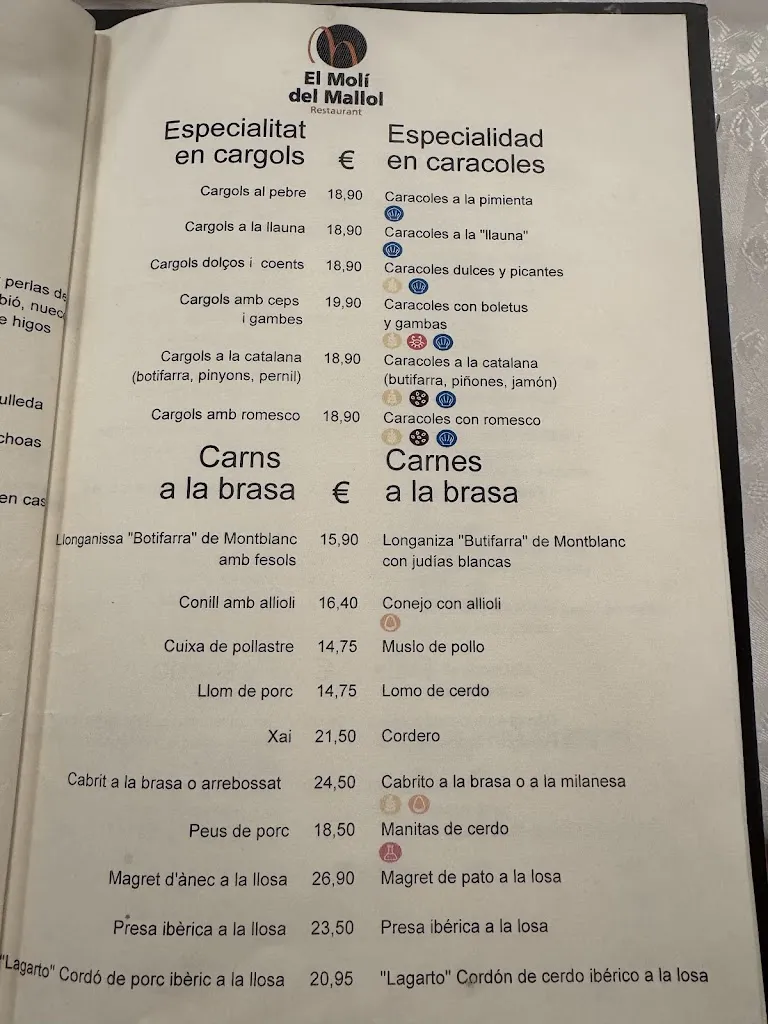 perlas de
bió, nuec
e higos
ulleda
choas
en cas
El Molí
del Mallol
Restaurant
Especialitat
en cargols
€
Especialidad
en caracoles
Cargols al pebre 18,90 Caracoles a la pimienta
Cargols a la llauna 18,90 Caracoles a la "llauna"
Cargols dolços i coents 18,90 Caracoles dulces y picantes
Cargols amb ceps 19,90 Caracoles con boletus
i gambes y gambas
Cargols a la catalana 18,90 Caracoles a la catalana
(botifarra, pinyons, pernil) (butifarra, piñones, jamón)
Cargols amb romesco 18,90 Caracoles con romesco
Carns
a la brasa
€
Carnes
a la brasa
Llonganissa "Botifarra" de Montblanc 15,90 Longaniza "Butifarra" de Montblanc
amb fesols con judías blancas
Conill amb allioli 16,40 Conejo con allioli
Cuixa de pollastre 14,75 Muslo de pollo
Llom de porc 14,75 Lomo de cerdo
Xai 21,50 Cordero
Cabrit a la brasa o arrebossat 24,50 Cabrito a la brasa o a la milanesa
Peus de porc 18,50 Manitas de cerdo
Magret d'ànec a la llosa 26,90 Magret de pato a la losa
Presa ibèrica a la llosa 23,50 Presa ibérica a la losa
"Lagarto" Cordó de porc ibèric a la llosa 20,95 "Lagarto" Cordón de cerdo ibérico a la losa